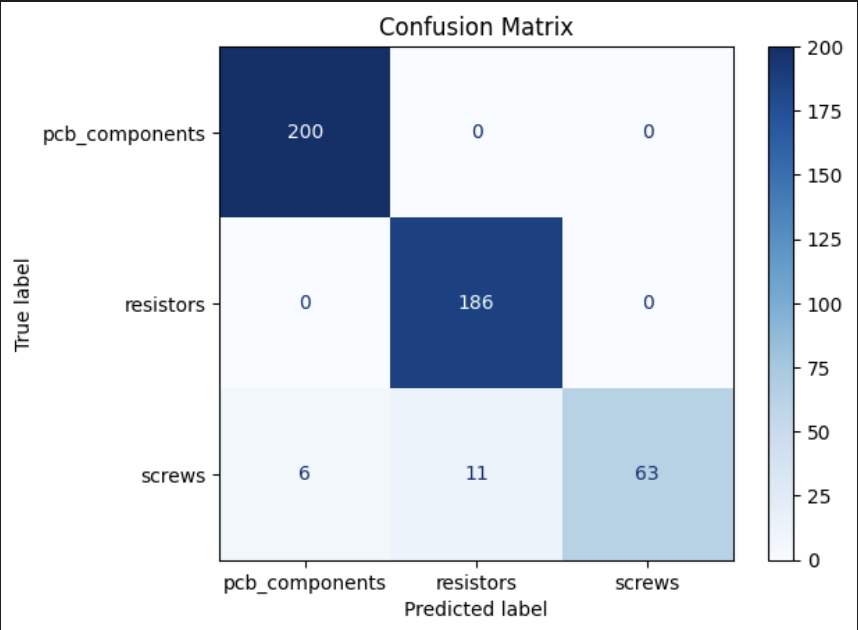 Confusion Matrix
pcb_components 200 0 0
resistors 0 186 0
screws 6 11 63
pcb_components resistors screws
Predicted label
True label
200
175
150
125
100
75
50
25
0